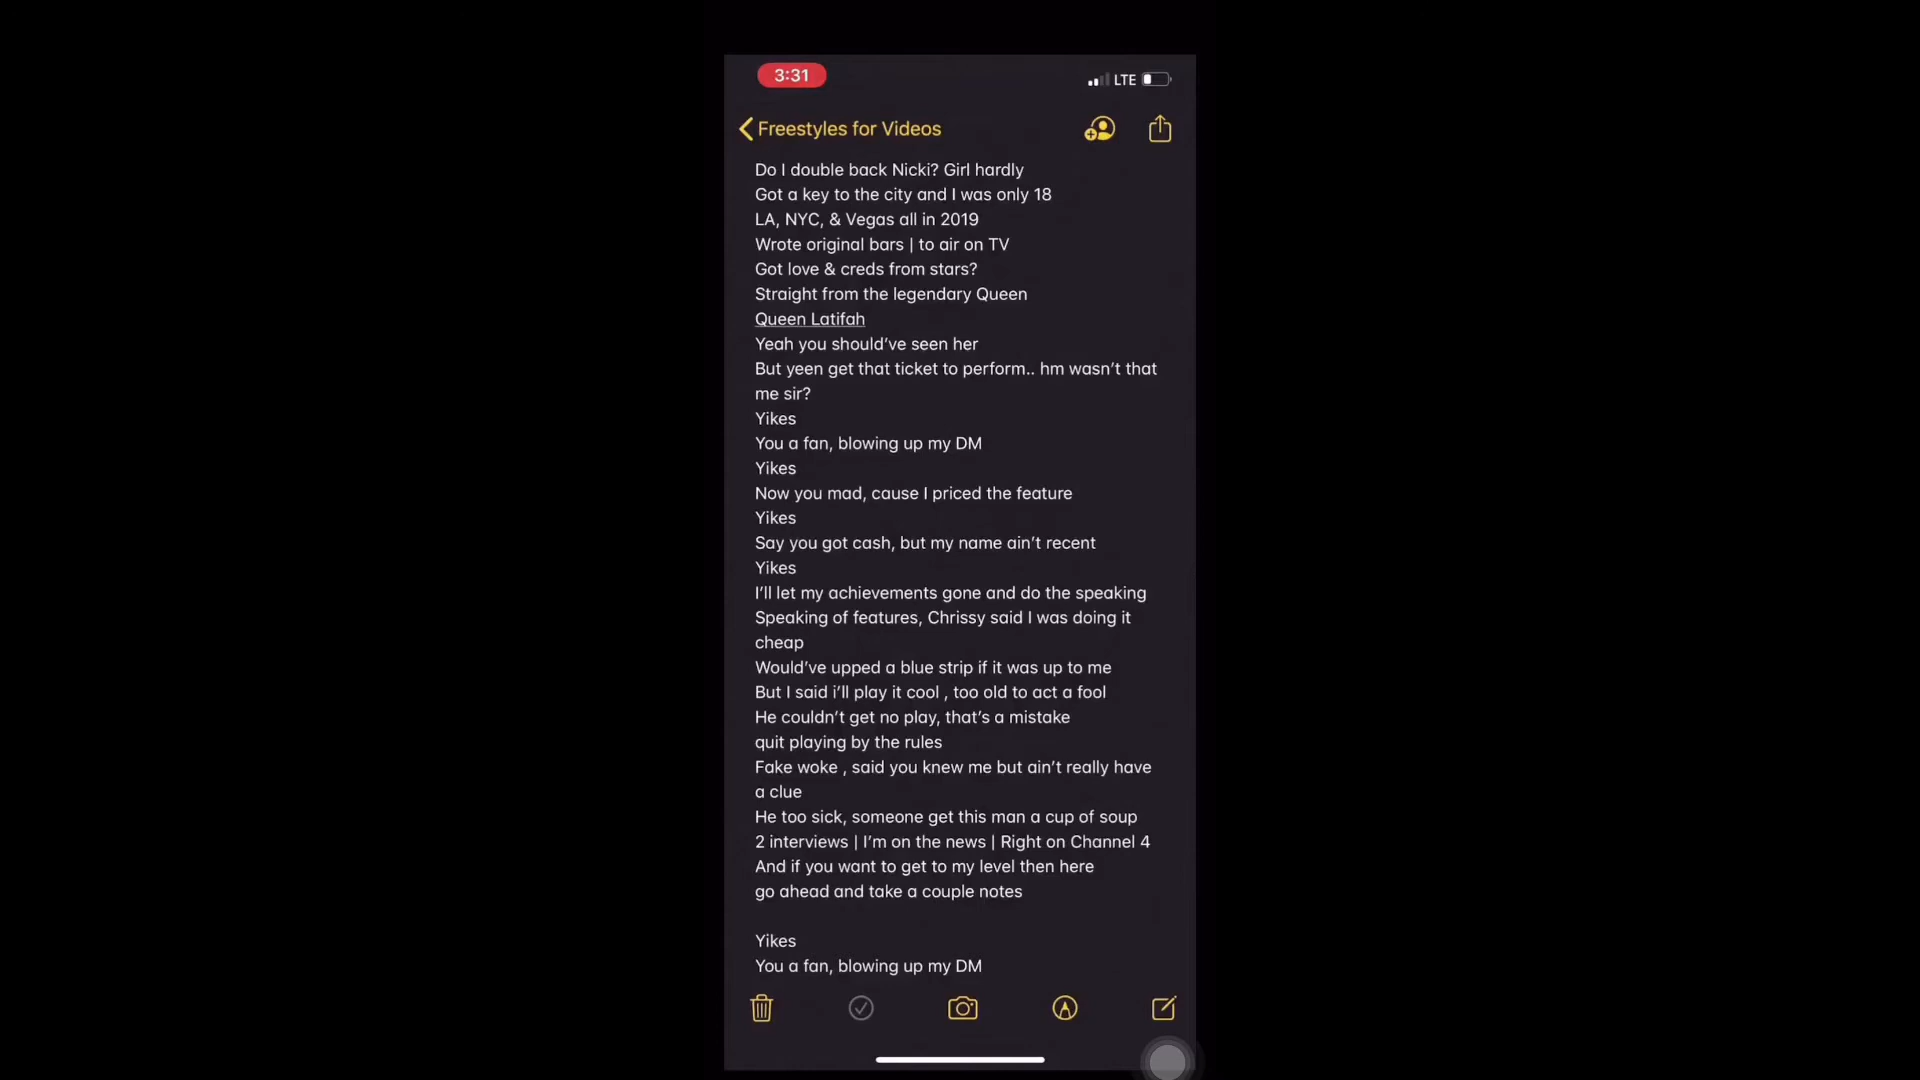 3:31
LTE
Freestyles for Videos
Do I double back Nicki? Girl hardly
Got a key to the city and I was only 18
LA, NYC, & Vegas all in 2019
Wrote original bars | to air on TV
Got love & creds from stars?
Straight from the legendary Queen
Queen Latifah
Yeah you should’ve seen her
But yeen get that ticket to perform.. hm wasn’t that
me sir?
Yikes
You a fan, blowing up my DM
Yikes
Now you mad, cause I priced the feature
Yikes
Say you got cash, but my name ain’t recent
Yikes
I’ll let my achievements gone and do the speaking
Speaking of features, Chrissy said I was doing it
cheap
Would’ve upped a blue strip if it was up to me
But I said i’ll play it cool , too old to act a fool
He couldn’t get no play, that’s a mistake
quit playing by the rules
Fake woke , said you knew me but ain’t really have
a clue
He too sick, someone get this man a cup of soup
2 interviews | I’m on the news | Right on Channel 4
And if you want to get to my level then here
go ahead and take a couple notes
Yikes
You a fan, blowing up my DM